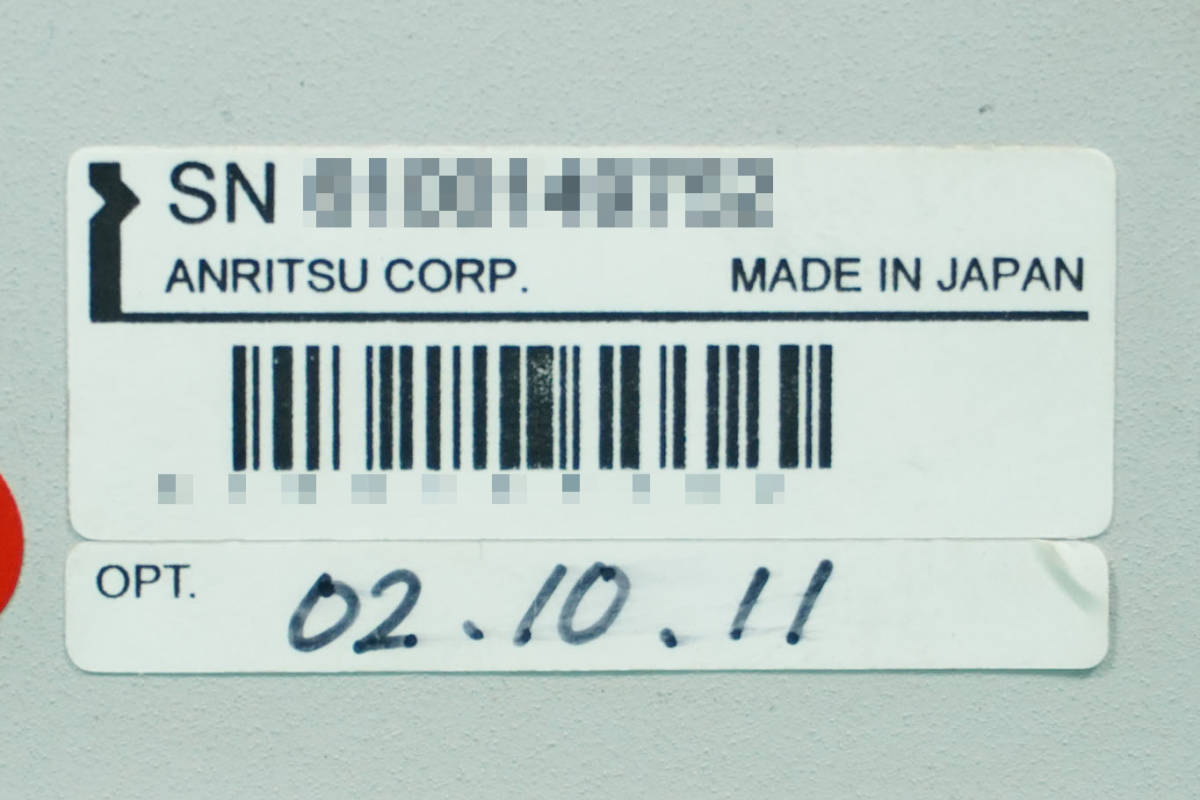 SN
ANRITSU CORP. MADE IN JAPAN
OPT. 02.10.11